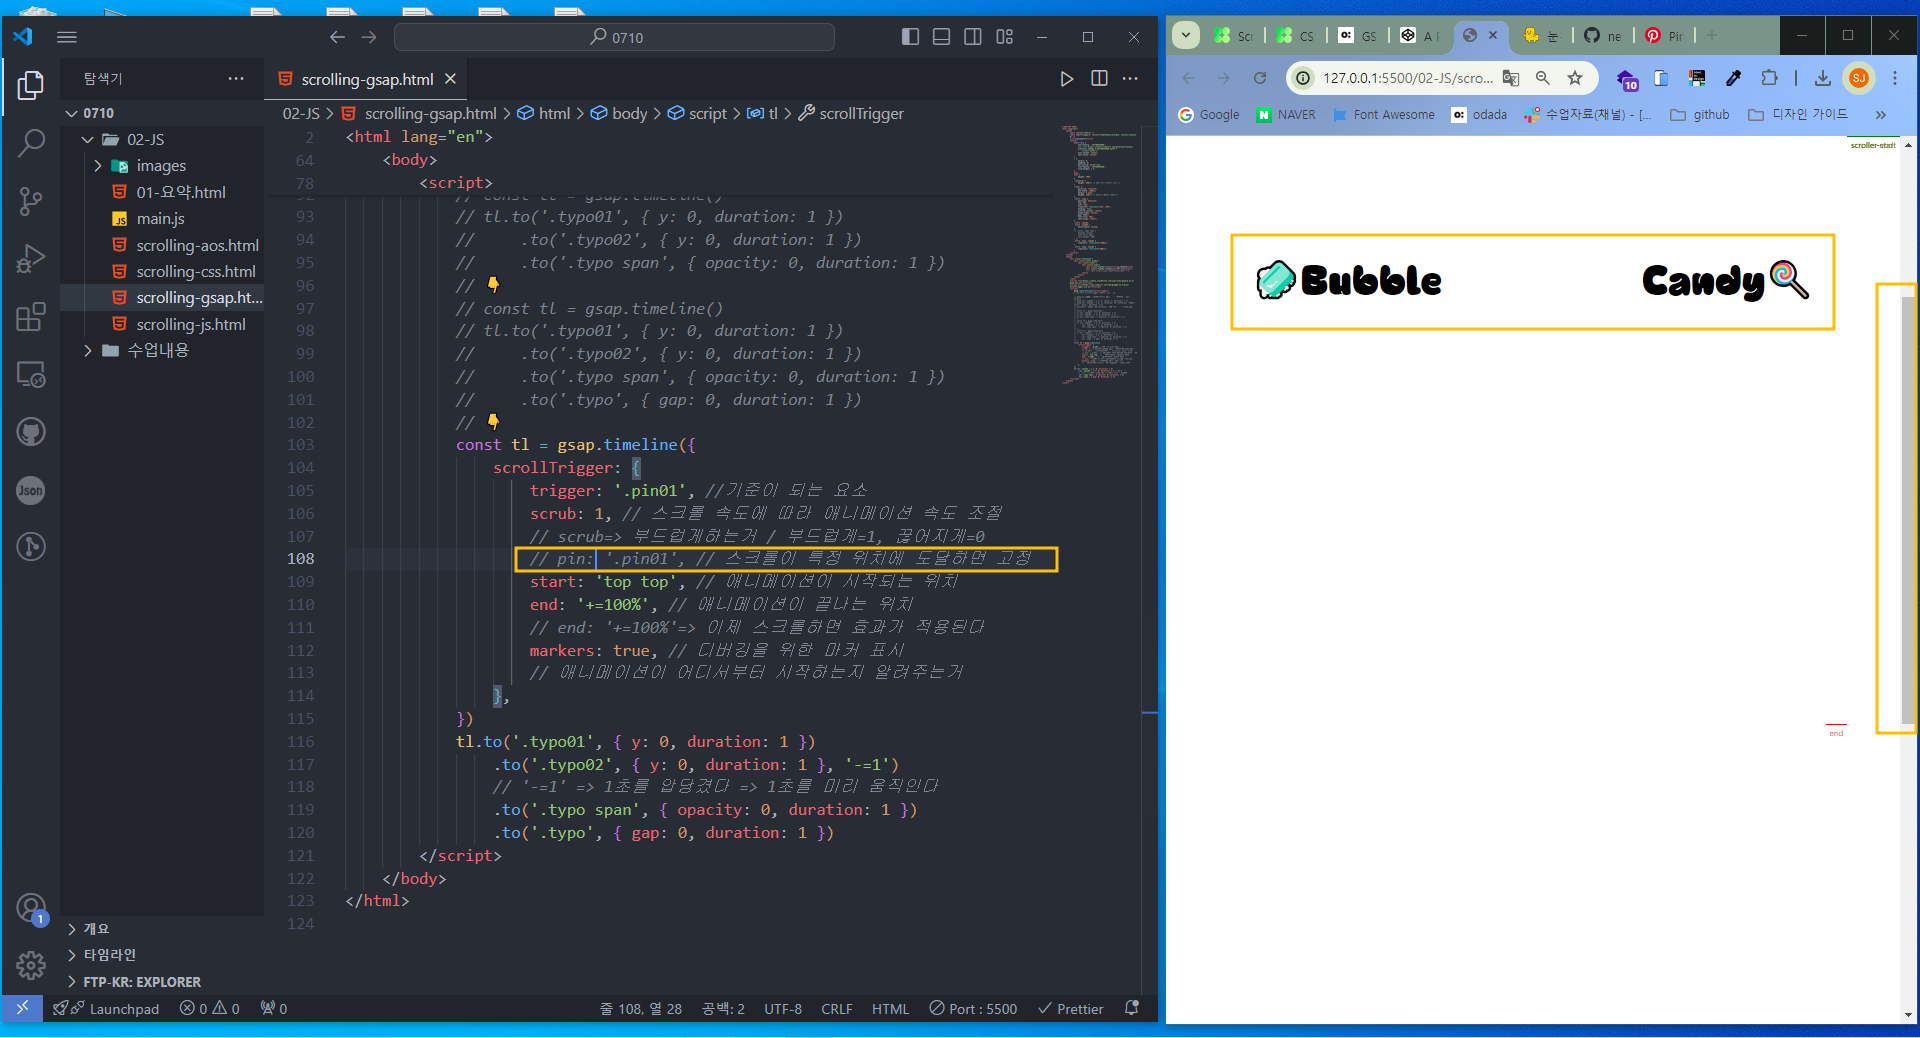 0710
탐색기
scrolling-gsap.html
0710
02-JS
images
01-요약.html
main.js
scrolling-aos.html
scrolling-css.html
scrolling-gsap.ht...
scrolling-js.html
수업내용
개요
타임라인
FTP-KR: EXPLORER
02-JS > scrolling-gsap.html > html > body > script > tl > scrollTrigger
2 <html lang="en">
64 <body>
78 <script>
92 // const tl = gsap.timeline()
93 // tl.to('.typo01', { y: 0, duration: 1 })
94 // .to('.typo02', { y: 0, duration: 1 })
95 // .to('.typo span', { opacity: 0, duration: 1 })
96 // 👇
97 // const tl = gsap.timeline()
98 // tl.to('.typo01', { y: 0, duration: 1 })
99 // .to('.typo02', { y: 0, duration: 1 })
100 // .to('.typo span', { opacity: 0, duration: 1 })
101 // .to('.typo', { gap: 0, duration: 1 })
102 // 👇
103 const tl = gsap.timeline({
104 scrollTrigger: {
105 trigger: '.pin01', //기준이 되는 요소
106 scrub: 1, // 스크롤 속도에 따라 애니메이션 속도 조절
107 // scrub=> 부드럽게하는거 / 부드럽게=1, 끊어지게=0
108 // pin: '.pin01', // 스크롤이 특정 위치에 도달하면 고정
109 start: 'top top', // 애니메이션이 시작되는 위치
110 end: '+=100%', // 애니메이션이 끝나는 위치
111 // end: '+=100%'=> 이제 스크롤하면 효과가 적용된다
112 markers: true, // 디버깅을 위한 마커 표시
113 // 애니메이션이 어디서부터 시작하는지 알려주는거
114 },
115 })
116 tl.to('.typo01', { y: 0, duration: 1 })
117 .to('.typo02', { y: 0, duration: 1 }, '-=1')
118 // '-=1' => 1초를 앞당겼다 => 1초를 미리 움직인다
119 .to('.typo span', { opacity: 0, duration: 1 })
120 .to('.typo', { gap: 0, duration: 1 })
121 </script>
122 </body>
123 </html>
124
Json
1
Launchpad 0 0 0 줄 108, 열 28 공백: 2 UTF-8 CRLF HTML Port : 5500 Prettier
Scr CS GS A P 눈 ne Pir
127.0.0.1:5500/02-JS/scro... 10 SJ
Google NAVER Font Awesome odada 수업자료(채널) - [... github 디자인 가이드 »
scroller-start
Bubble Candy
end